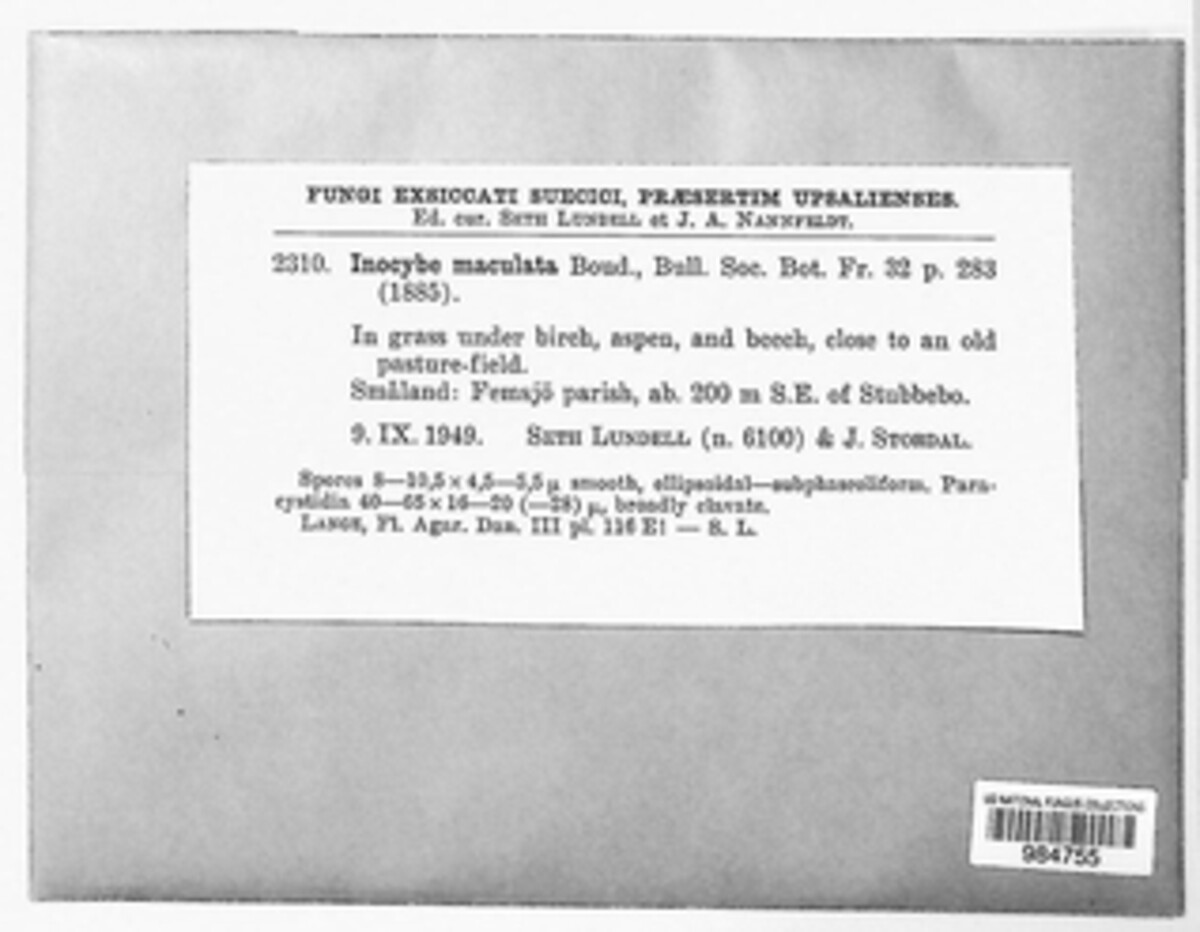 FUNGI EXSICCATI SUECICI, PRÆSERTIM UPSALIENSES.
Ed. cur. SETH LUNDELL et J. A. NANNFELDT.
2310. Inocybe maculata Boud., Bull. Soc. Bot. Fr. 32 p. 283
(1885).
In grass under birch, aspen, and beech, close to an old
pasture-field.
Småland: Femsjö parish, ab. 200 m S.E. of Stubbebo.
9. IX. 1949. SETH LUNDELL (n. 6100) & J. STORDAL.
Spores 8—10,5 × 4,5—5,5 µ smooth, ellipsoidal—subphaseoliform. Para-
cystidia 40—65 × 16—20 (—28) µ, broadly clavate.
LANGE, Fl. Agar. Dan. III pl. 116 E! — S. L.
US NATIONAL FUNGUS COLLECTIONS
984755